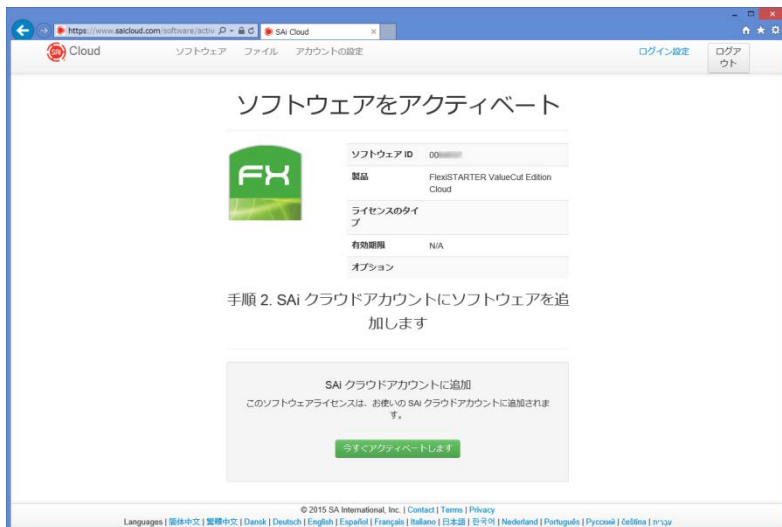 https://www.saicloud.com/software/activ
SAi Cloud
SAi Cloud
ソフトウェア ファイル アカウントの設定
ログイン設定
ログア
ウト
ソフトウェアをアクティベート
FX
ソフトウェア ID 00
製品 FlexiSTARTER ValueCut Edition
Cloud
ライセンスのタイ
プ
有効期限 N/A
オプション
手順 2. SAi クラウドアカウントにソフトウェアを追
加します
SAi クラウドアカウントに追加
このソフトウェアライセンスは、お使いの SAi クラウドアカウントに追加されま
す。
今すぐアクティベートします
© 2015 SA International, Inc. | Contact | Terms | Privacy
Languages | 简体中文 | 繁體中文 | Dansk | Deutsch | English | Español | Français | Italiano | 日本語 | 한국어 | Nederland | Português | Русский | čeština | עברית